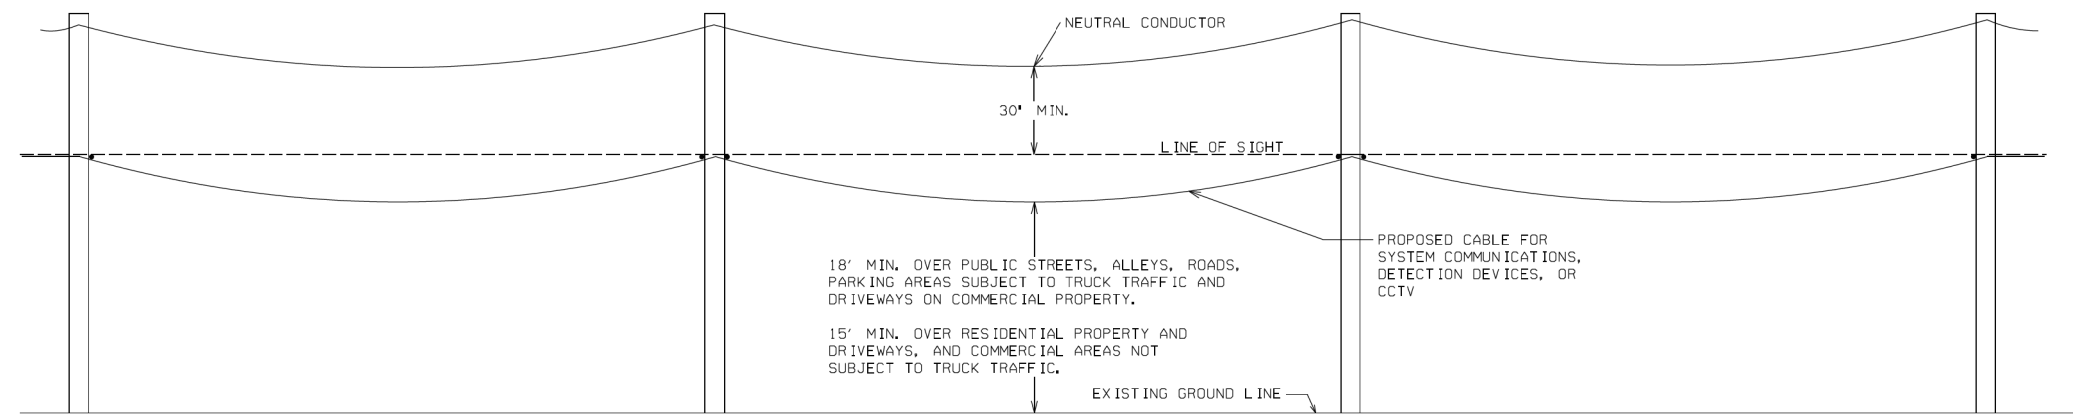 NEUTRAL CONDUCTOR
30" MIN.
LINE OF SIGHT
PROPOSED CABLE FOR
SYSTEM COMMUNICATIONS,
DETECTION DEVICES, OR
CCTV
18' MIN. OVER PUBLIC STREETS, ALLEYS, ROADS,
PARKING AREAS SUBJECT TO TRUCK TRAFFIC AND
DRIVEWAYS ON COMMERCIAL PROPERTY.
15' MIN. OVER RESIDENTIAL PROPERTY AND
DRIVEWAYS, AND COMMERCIAL AREAS NOT
SUBJECT TO TRUCK TRAFFIC.
EXISTING GROUND LINE